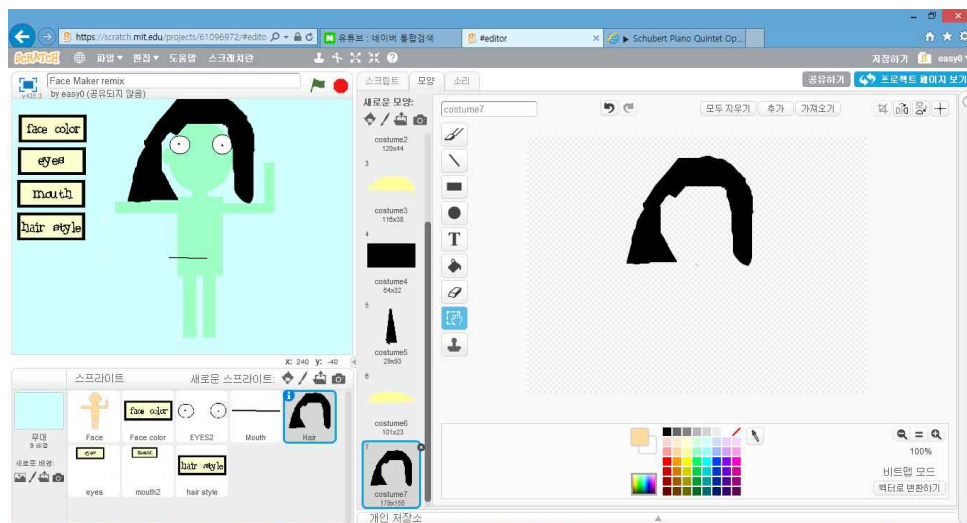 https://scratch.mit.edu/projects/61096972/#edito
유튜브 : 네이버 통합검색
#editor
▶ Schubert Piano Quintet Op...
SCRATCH 파일 편집 도움말 스크래치란
저장하기 easy0
Face Maker remix
by easy0 (공유되지 않음)
v435.3
스크립트
모양
소리
공유하기
프로젝트 페이지 보기
face color
eyes
mouth
hair style
X: 240 y: -40
새로운 모양:
costume2
120x44
3
costume3
116x38
4
costume4
64x32
5
costume5
29x93
6
costume6
101x23
7
costume7
179x155
costume7
모두 지우기
추가
가져오기
T
100%
비트맵 모드
벡터로 변환하기
스프라이트
새로운 스프라이트:
무대
9 배경
새로운 배경:
Face
face color
Face color
EYES2
Mouth
Hair
eyes
eyes
mouth
mouth2
hair style
hair style
개인 저장소